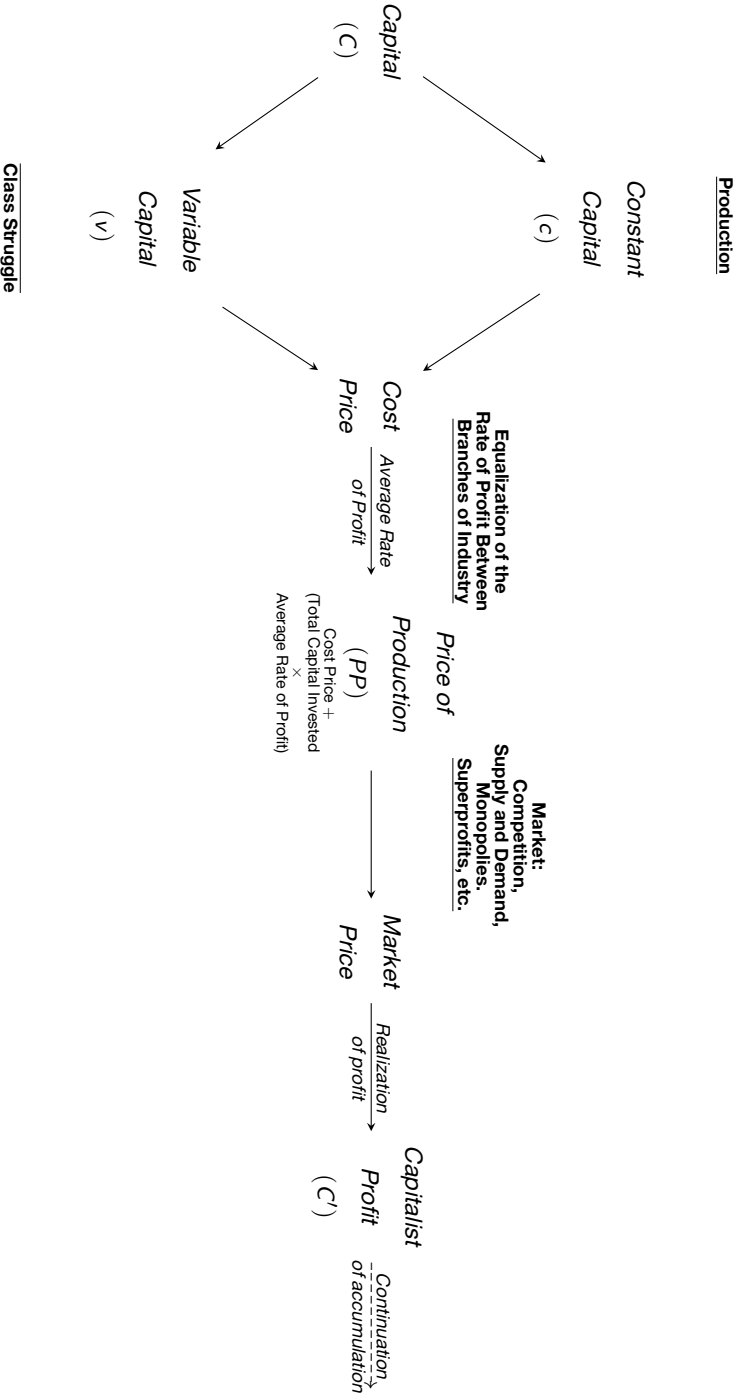 Production
Capital
(C)
Constant
Capital
(c)
Variable
Capital
(v)
Class Struggle
Equalization of the
Rate of Profit Between
Branches of Industry
Cost
Price
Average Rate
of Profit
Price of
Production
(PP)
Cost Price +
(Total Capital Invested
×
Average Rate of Profit)
Market:
Competition,
Supply and Demand,
Monopolies.
Superprofits, etc.
Market
Price
Realization
of profit
Capitalist
Profit
(C′)
Continuation
of accumulation